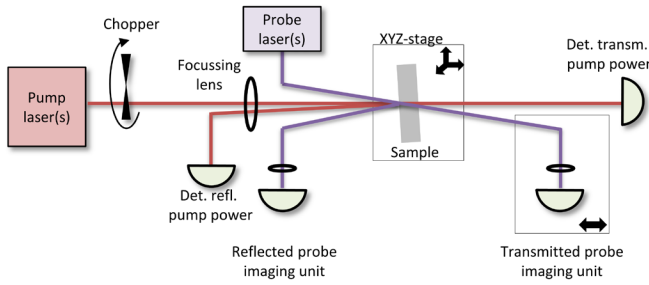 Chopper
Probe
laser(s)
XYZ-stage
Det. transm.
pump power
Focussing
lens
Pump
laser(s)
Sample
Det. refl.
pump power
Reflected probe
imaging unit
Transmitted probe
imaging unit